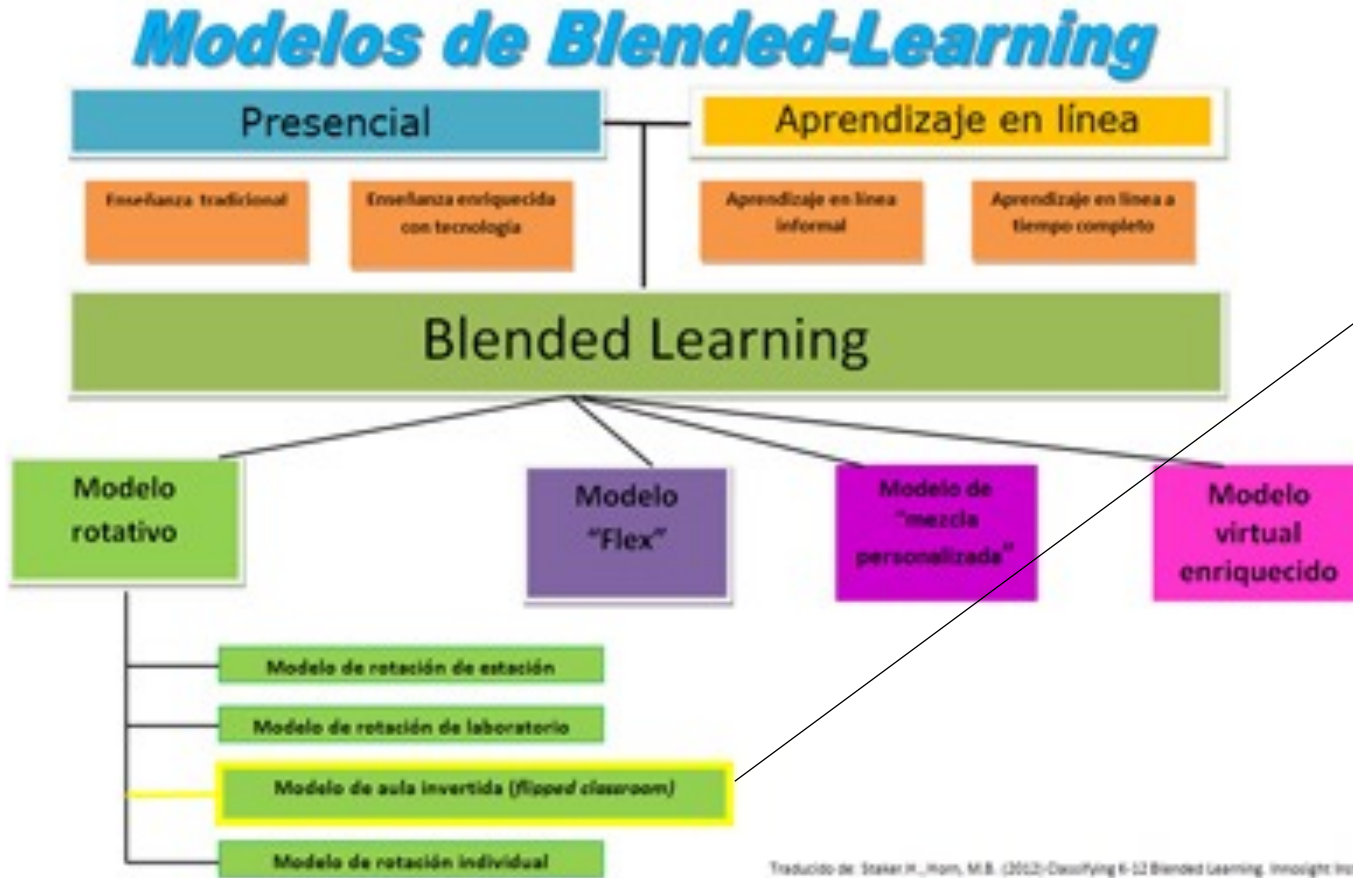 Modelos de Blended-Learning
Presencial
Aprendizaje en línea
Enseñanza tradicional
Enseñanza enriquecida
con tecnología
Aprendizaje en línea
informal
Aprendizaje en línea a
tiempo completo
Blended Learning
Modelo
rotativo
Modelo
"Flex"
Modelo de
"mezcla
personalizada"
Modelo
virtual
enriquecido
Modelo de rotación de estación
Modelo de rotación de laboratorio
Modelo de aula invertida (flipped classroom)
Modelo de rotación individual
Traducido de: Staker H., Horn, M.B. (2012) Classifying K-12 Blended Learning. Innosight